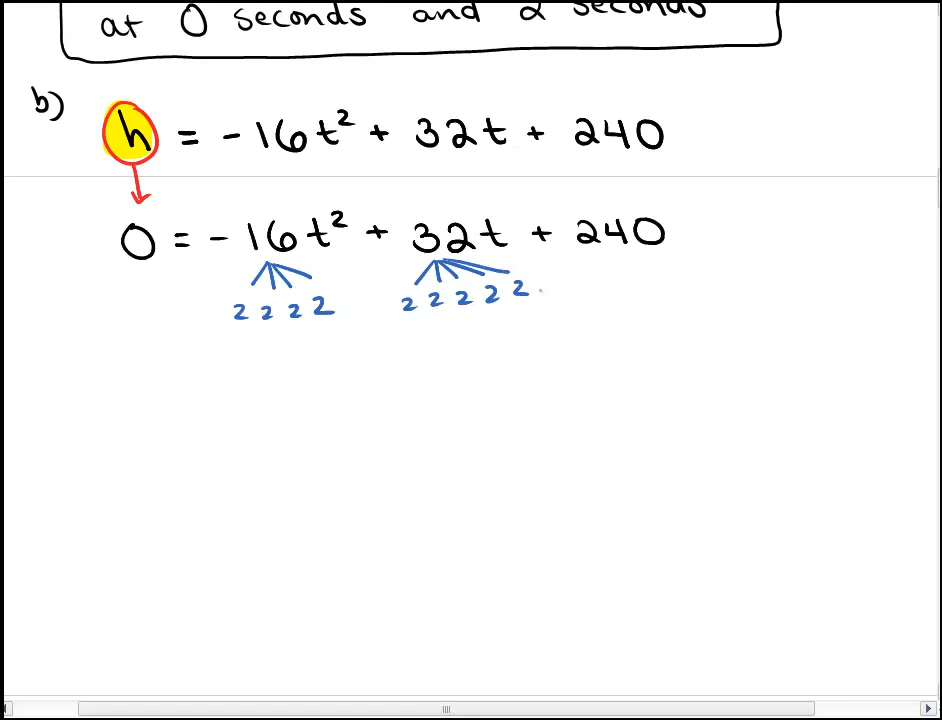 at 0 seconds and 2 seconds
b) h = -16t² + 32t + 240
0 = -16t² + 32t + 240
2 2 2 2 2 2 2 2 2